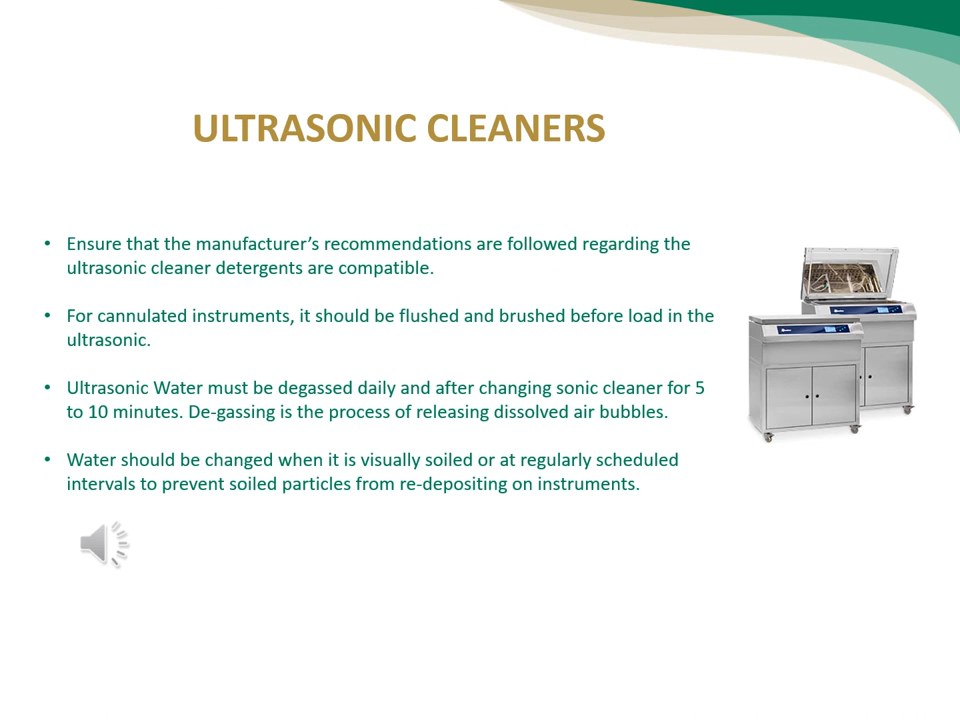 ULTRASONIC CLEANERS
• Ensure that the manufacturer’s recommendations are followed regarding the
ultrasonic cleaner detergents are compatible.
• For cannulated instruments, it should be flushed and brushed before load in the
ultrasonic.
• Ultrasonic Water must be degassed daily and after changing sonic cleaner for 5
to 10 minutes. De-gassing is the process of releasing dissolved air bubbles.
• Water should be changed when it is visually soiled or at regularly scheduled
intervals to prevent soiled particles from re-depositing on instruments.